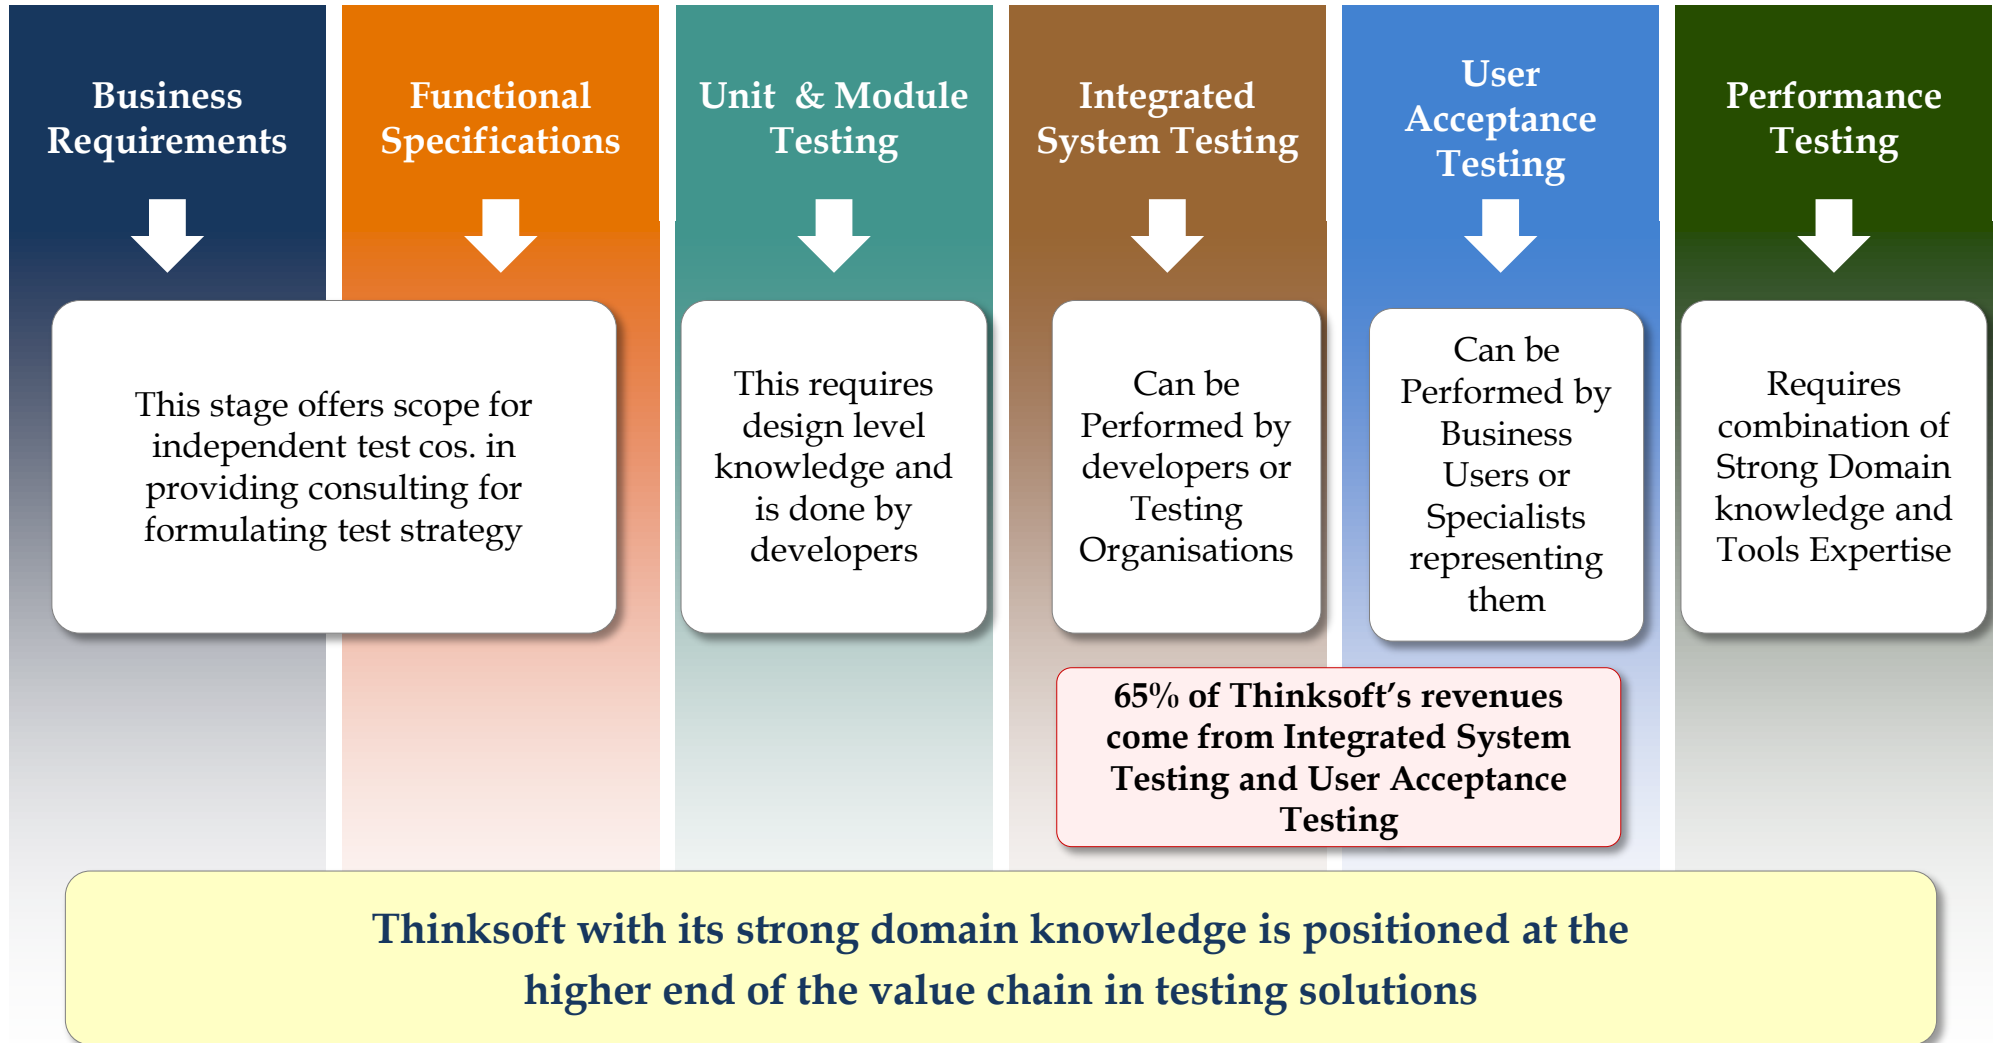 Business
Requirements
Functional
Specifications
Unit & Module
Testing
Integrated
System Testing
User
Acceptance
Testing
Performance
Testing
This stage offers scope for
independent test cos. in
providing consulting for
formulating test strategy
This requires
design level
knowledge and
is done by
developers
Can be
Performed by
developers or
Testing
Organisations
Can be
Performed by
Business
Users or
Specialists
representing
them
Requires
combination of
Strong Domain
knowledge and
Tools Expertise
65% of Thinksoft’s revenues
come from Integrated System
Testing and User Acceptance
Testing
Thinksoft with its strong domain knowledge is positioned at the
higher end of the value chain in testing solutions